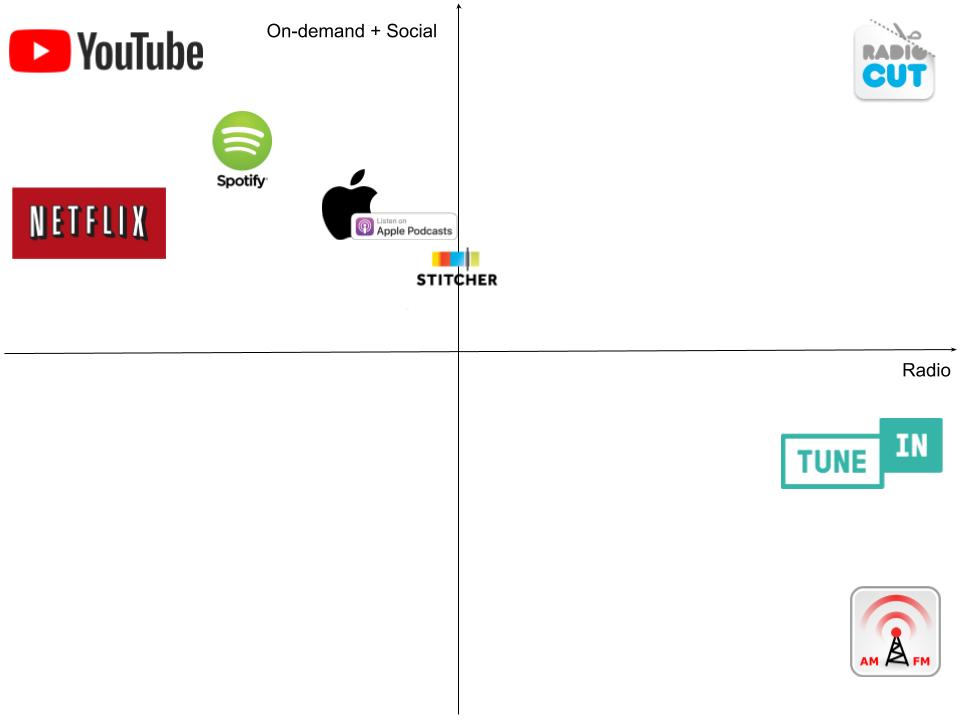 YouTube
On-demand + Social
RADIO
CUT
Spotify
NETFLIX
Listen on
Apple Podcasts
STITCHER
Radio
TUNE
IN
AM FM